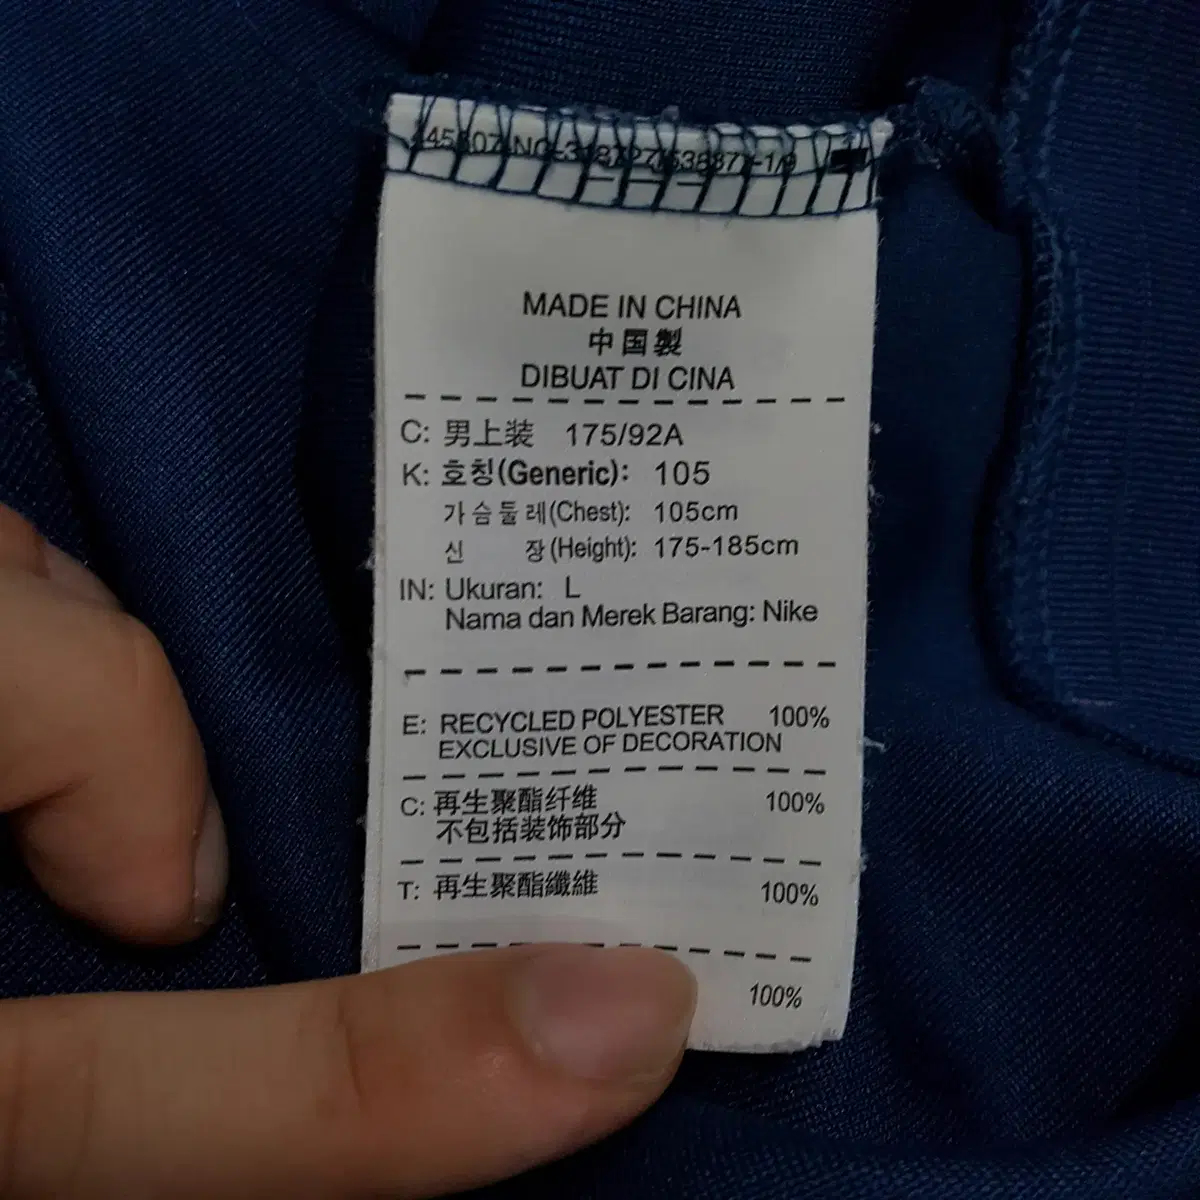 MADE IN CHINA
中国製
DIBUAT DI CINA
C: 男上装 175/92A
K: 호칭(Generic): 105
가슴둘레(Chest): 105cm
신 장(Height): 175-185cm
IN: Ukuran: L
Nama dan Merek Barang: Nike
E: RECYCLED POLYESTER 100%
EXCLUSIVE OF DECORATION
C: 再生聚酯纤维 100%
不包括装饰部分
T: 再生聚酯纖維 100%
100%